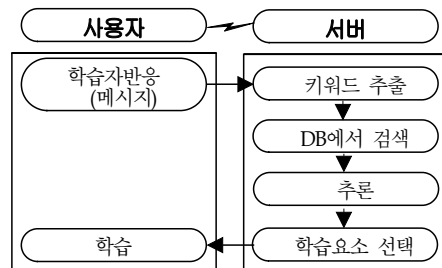 사용자
서버
학습자반응
(메시지)
키워드 추출
DB에서 검색
추론
학습
학습요소 선택